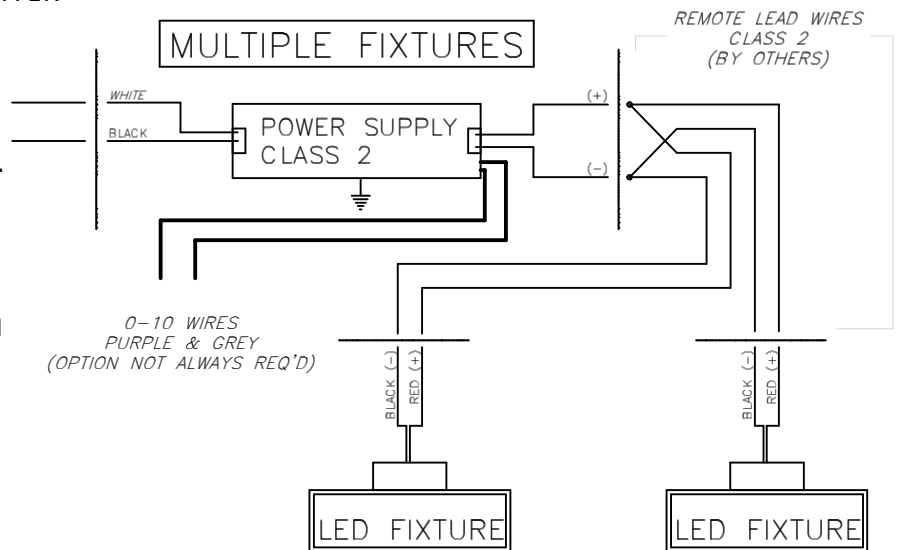 REMOTE LEAD WIRES
CLASS 2
(BY OTHERS)
MULTIPLE FIXTURES
WHITE
BLACK
POWER SUPPLY
CLASS 2
(+)
(-)
0-10 WIRES
PURPLE & GREY
(OPTION NOT ALWAYS REQ'D)
BLACK (-)
RED (+)
BLACK (-)
RED (+)
LED FIXTURE
LED FIXTURE